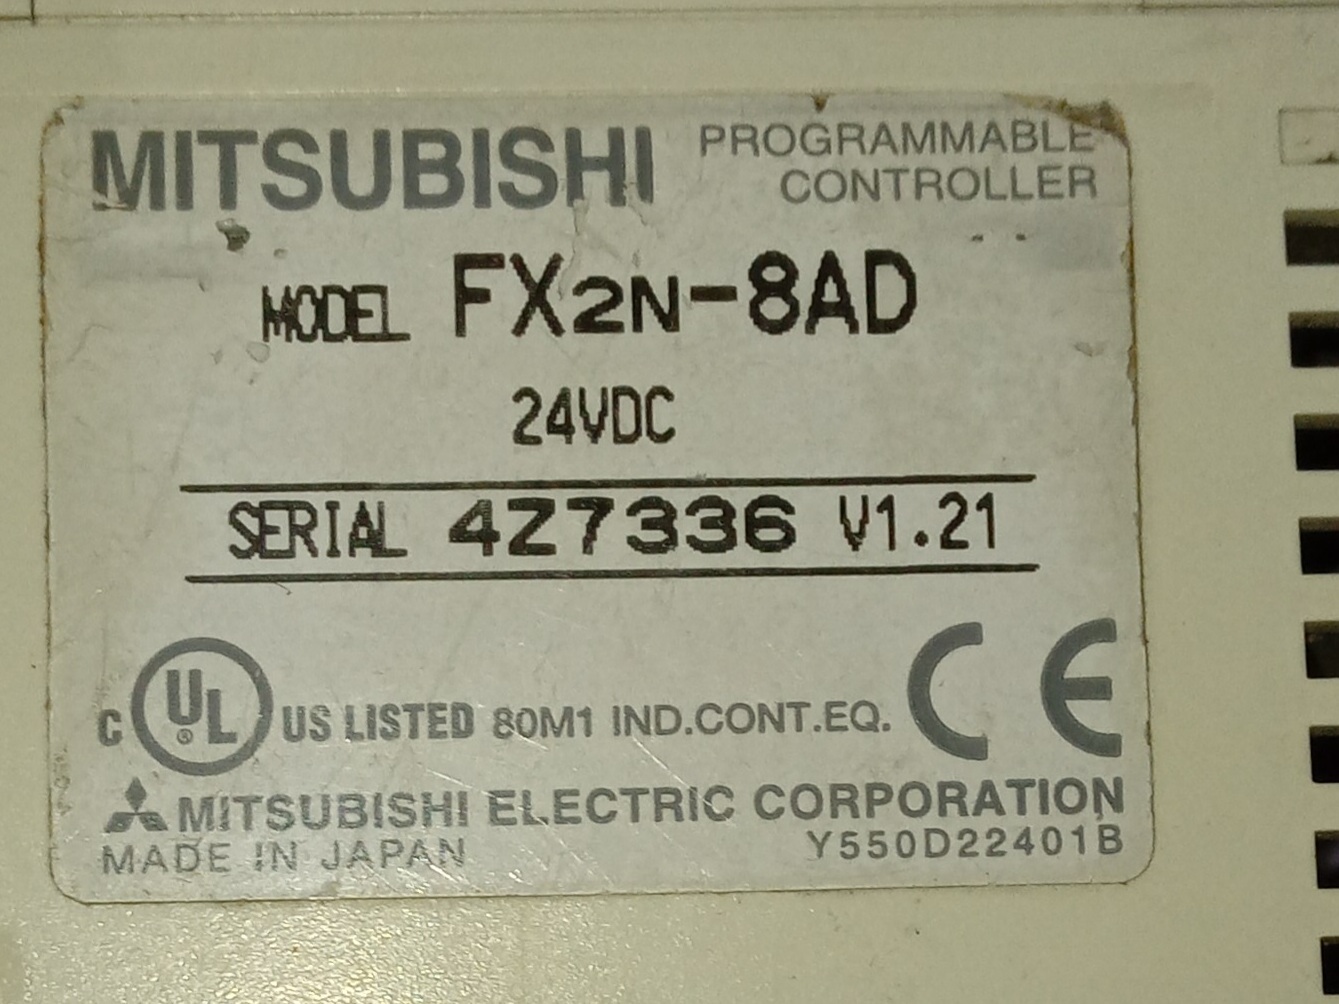 MITSUBISHI PROGRAMMABLE CONTROLLER
MODEL FX2N-8AD
24VDC
SERIAL 4Z7336 V1.21
C UL ® US LISTED 80M1 IND.CONT.EQ. CE
MITSUBISHI ELECTRIC CORPORATION
MADE IN JAPAN Y550D22401B